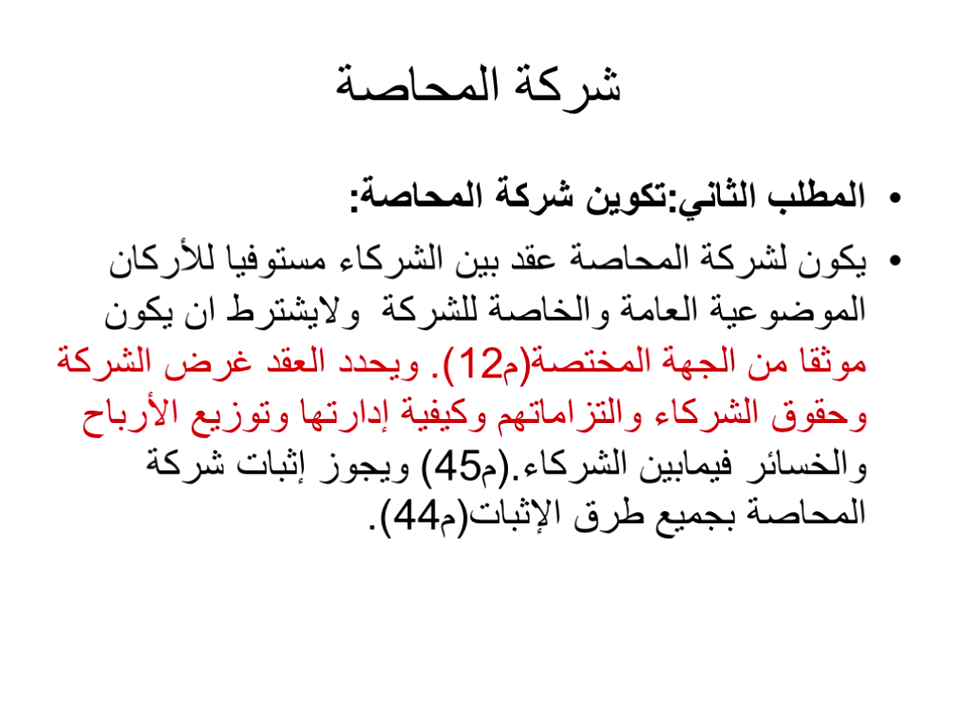 شركة المحاصة
• المطلب الثاني:تكوين شركة المحاصة:
• يكون لشركة المحاصة عقد بين الشركاء مستوفيا للأركان
الموضوعية العامة والخاصة للشركة ولايشترط ان يكون
موثقا من الجهة المختصة(م12). ويحدد العقد غرض الشركة
وحقوق الشركاء والتزاماتهم وكيفية إدارتها وتوزيع الأرباح
والخسائر فيمابين الشركاء.(م45) ويجوز إثبات شركة
المحاصة بجميع طرق الإثبات(م44).